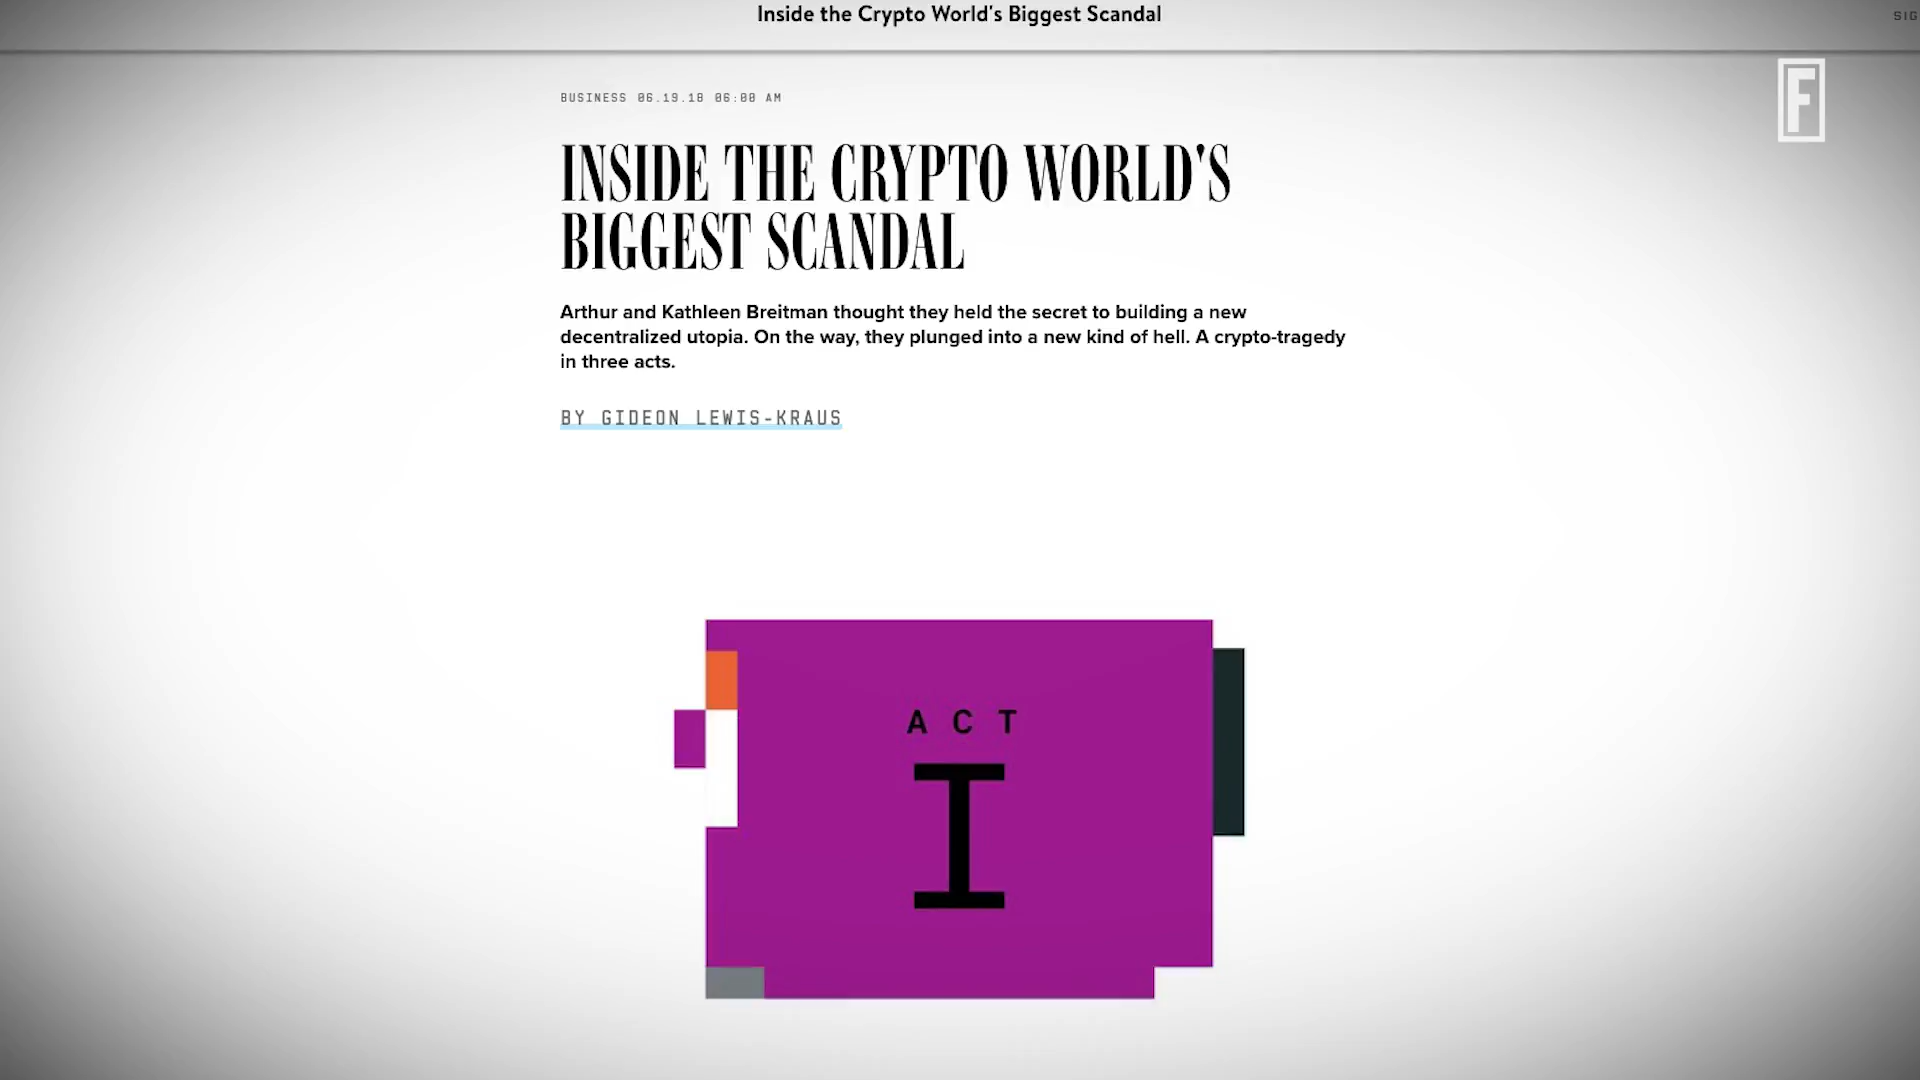 Inside the Crypto World's Biggest Scandal
SIG
F
BUSINESS 06.19.18 06:00 AM
INSIDE THE CRYPTO WORLD'S
BIGGEST SCANDAL
Arthur and Kathleen Breitman thought they held the secret to building a new
decentralized utopia. On the way, they plunged into a new kind of hell. A crypto-tragedy
in three acts.
BY GIDEON LEWIS-KRAUS
ACT
I